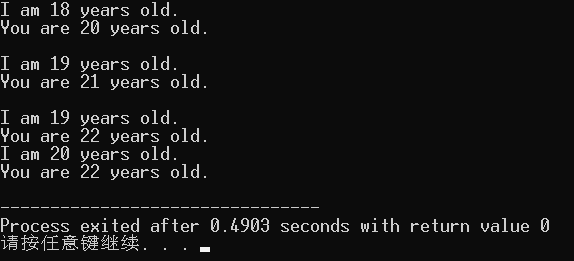 I am 18 years old.
You are 20 years old.
I am 19 years old.
You are 21 years old.
I am 19 years old.
You are 22 years old.
I am 20 years old.
You are 22 years old.
--------------------------------
Process exited after 0.4903 seconds with return value 0
请按任意键继续. . .